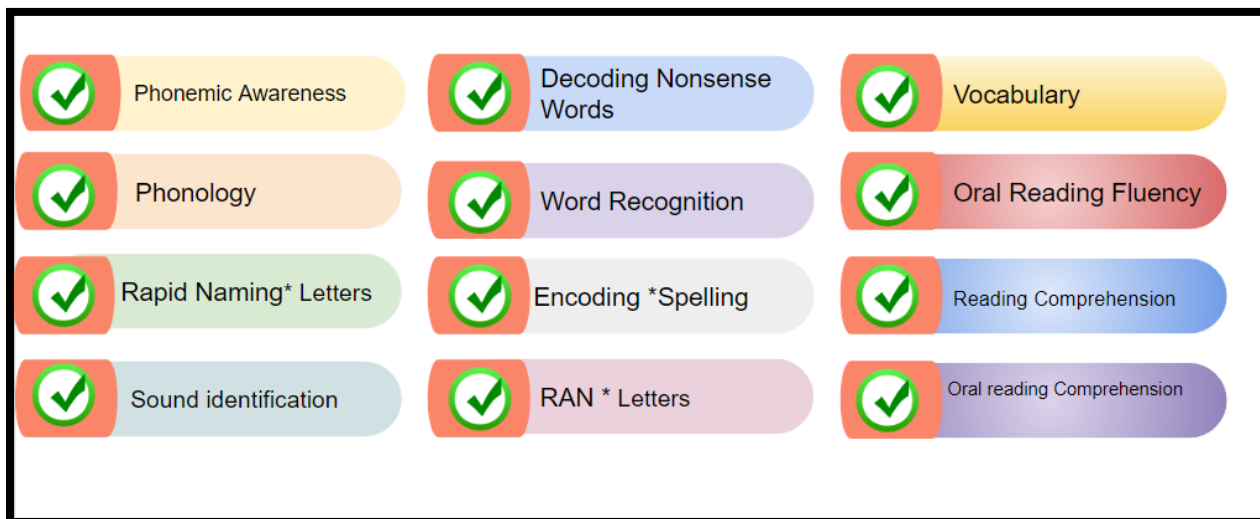 Phonemic Awareness
Phonology
Rapid Naming* Letters
Sound identification
Decoding Nonsense
Words
Word Recognition
Encoding *Spelling
RAN * Letters
Vocabulary
Oral Reading Fluency
Reading Comprehension
Oral reading Comprehension